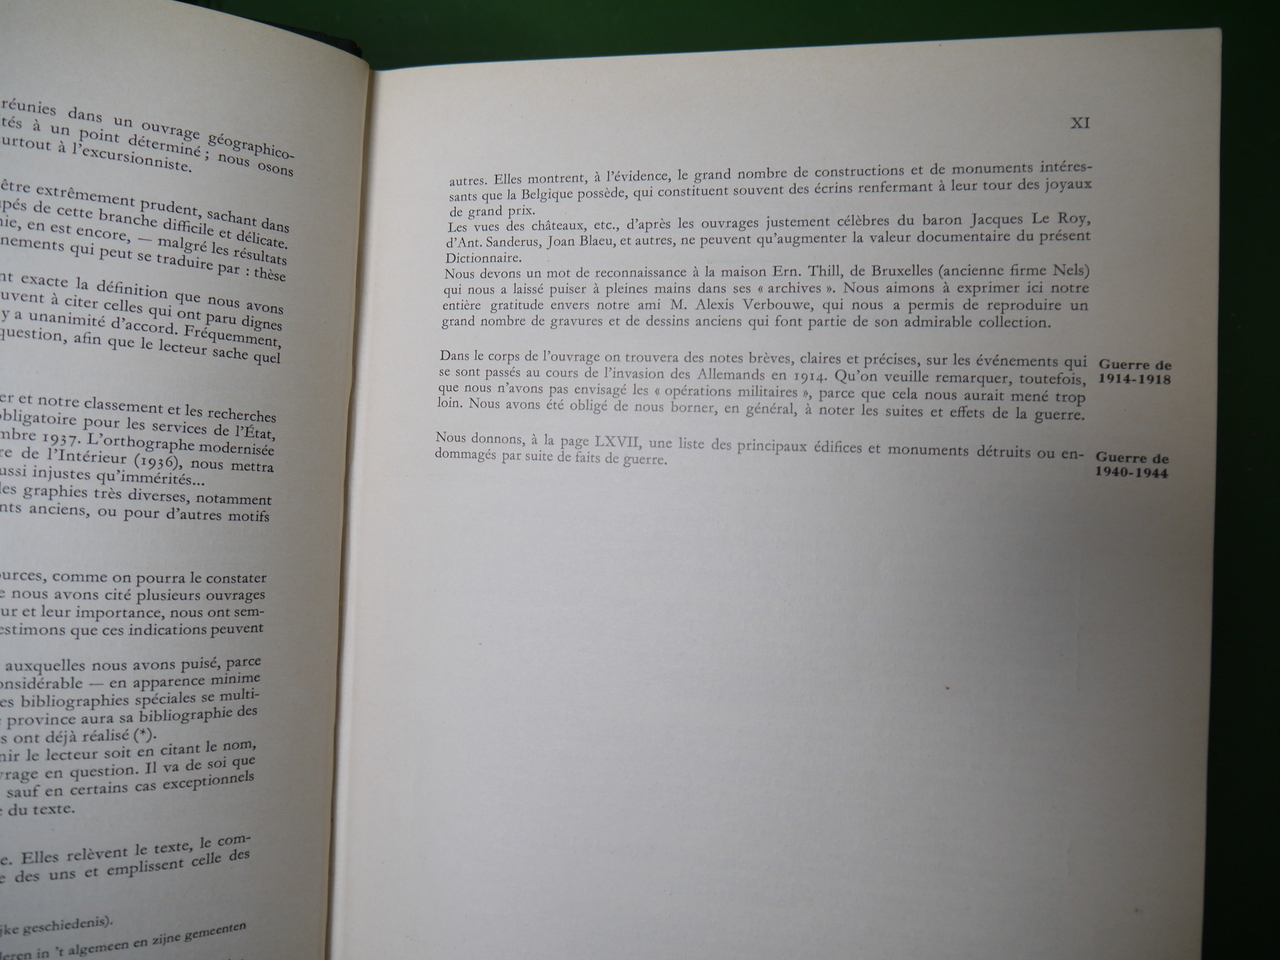 réunies dans un ouvrage géographico-
tés à un point déterminé ; nous osons
surtout à l'excursionniste.
être extrêmement prudent, sachant dans
pés de cette branche difficile et délicate.
nie, en est encore, — malgré les résultats
nements qui peut se traduire par : thèse
nt exacte la définition que nous avons
uvent à citer celles qui ont paru dignes
y a unanimité d'accord. Fréquemment,
question, afin que le lecteur sache quel
er et notre classement et les recherches
obligatoire pour les services de l'État,
mbre 1937. L'orthographe modernisée
re de l'Intérieur (1936), nous mettra
ussi injustes qu'immérités...
les graphies très diverses, notamment
nts anciens, ou pour d'autres motifs
ources, comme on pourra le constater
e nous avons cité plusieurs ouvrages
ur et leur importance, nous ont sem-
estimons que ces indications peuvent
auxquelles nous avons puisé, parce
onsidérable — en apparence minime
es bibliographies spéciales se multi-
e province aura sa bibliographie des
s ont déjà réalisé (*).
nir le lecteur soit en citant le nom,
vrage en question. Il va de soi que
sauf en certains cas exceptionnels
e du texte.
e. Elles relèvent le texte, le com-
e des uns et emplissent celle des
jke geschiedenis).
deren in 't algemeen en zijne gemeenten
XI
autres. Elles montrent, à l'évidence, le grand nombre de constructions et de monuments intéres-
sants que la Belgique possède, qui constituent souvent des écrins renfermant à leur tour des joyaux
de grand prix.
Les vues des châteaux, etc., d'après les ouvrages justement célèbres du baron Jacques Le Roy,
d'Ant. Sanderus, Joan Blaeu, et autres, ne peuvent qu'augmenter la valeur documentaire du présent
Dictionnaire.
Nous devons un mot de reconnaissance à la maison Ern. Thill, de Bruxelles (ancienne firme Nels)
qui nous a laissé puiser à pleines mains dans ses « archives ». Nous aimons à exprimer ici notre
entière gratitude envers notre ami M. Alexis Verbouwe, qui nous a permis de reproduire un
grand nombre de gravures et de dessins anciens qui font partie de son admirable collection.
Dans le corps de l'ouvrage on trouvera des notes brèves, claires et précises, sur les événements qui
se sont passés au cours de l'invasion des Allemands en 1914. Qu'on veuille remarquer, toutefois,
que nous n'avons pas envisagé les « opérations militaires », parce que cela nous aurait mené trop
loin. Nous avons été obligé de nous borner, en général, à noter les suites et effets de la guerre.
Guerre de
1914-1918
Nous donnons, à la page LXVII, une liste des principaux édifices et monuments détruits ou en-
dommagés par suite de faits de guerre.
Guerre de
1940-1944